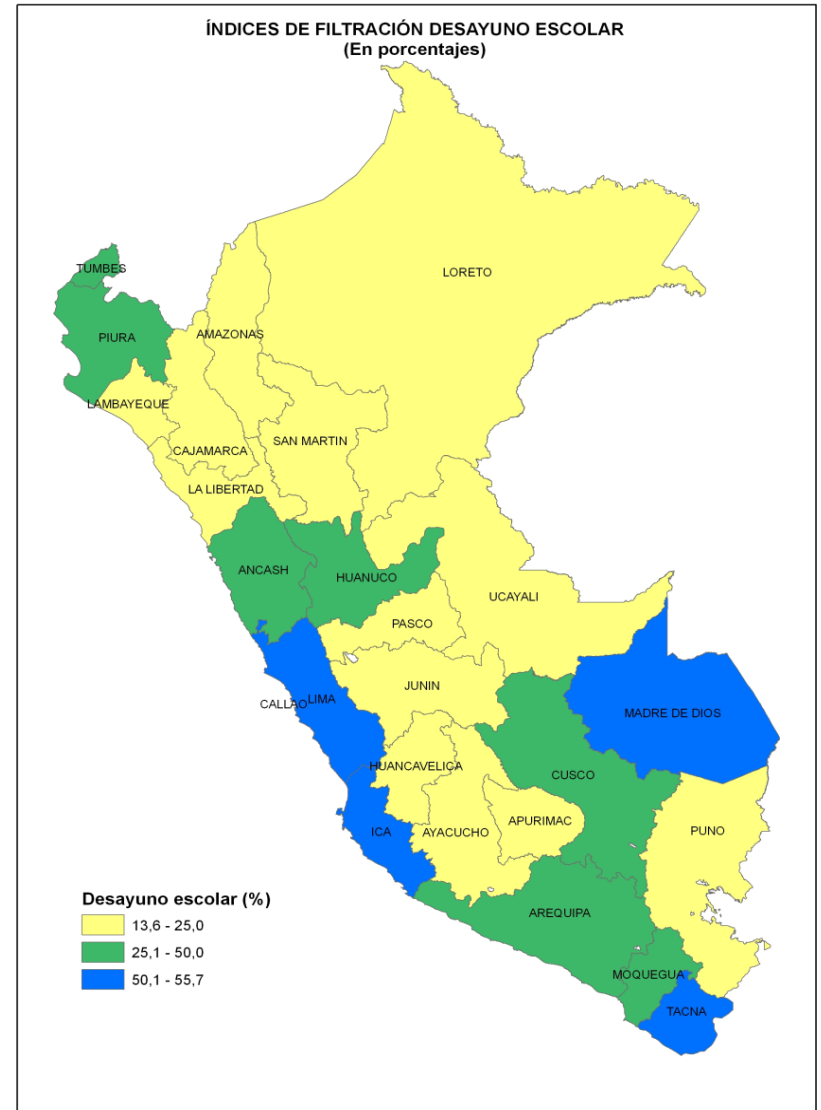 ÍNDICES DE FILTRACIÓN DESAYUNO ESCOLAR
(En porcentajes)
LORETO
TUMBES
PIURA
AMAZONAS
LAMBAYEQUE
SAN MARTIN
CAJAMARCA
LA LIBERTAD
ANCASH
HUANUCO
UCAYALI
PASCO
JUNIN
CALLAO
LIMA
MADRE DE DIOS
HUANCAVELICA
CUSCO
ICA
AYACUCHO
APURIMAC
PUNO
AREQUIPA
MOQUEGUA
TACNA
Desayuno escolar (%)
13,6 - 25,0
25,1 - 50,0
50,1 - 55,7